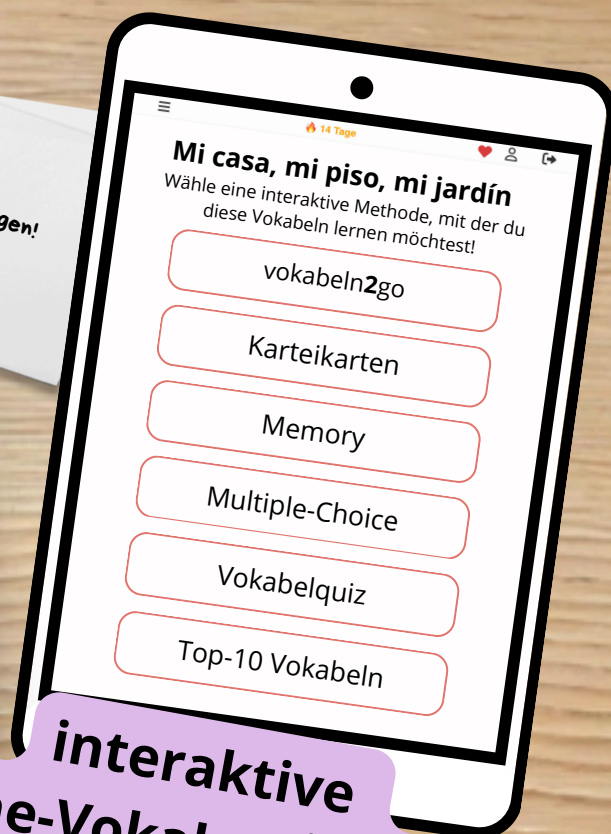 14 Tage
Mi casa, mi piso, mi jardín
Wähle eine interaktive Methode, mit der du
diese Vokabeln lernen möchtest!
vokabeln2go
Karteikarten
Memory
Multiple-Choice
Vokabelquiz
Top-10 Vokabeln
interaktive